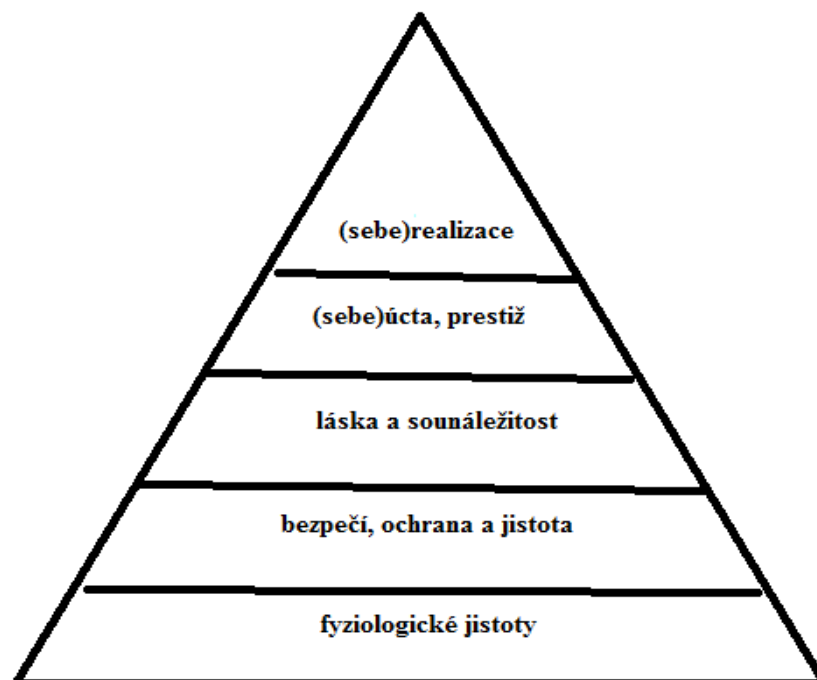 (sebe)realizace
(sebe)úcta, prestiž
láska a sounáležitost
bezpečí, ochrana a jistota
fyziologické jistoty